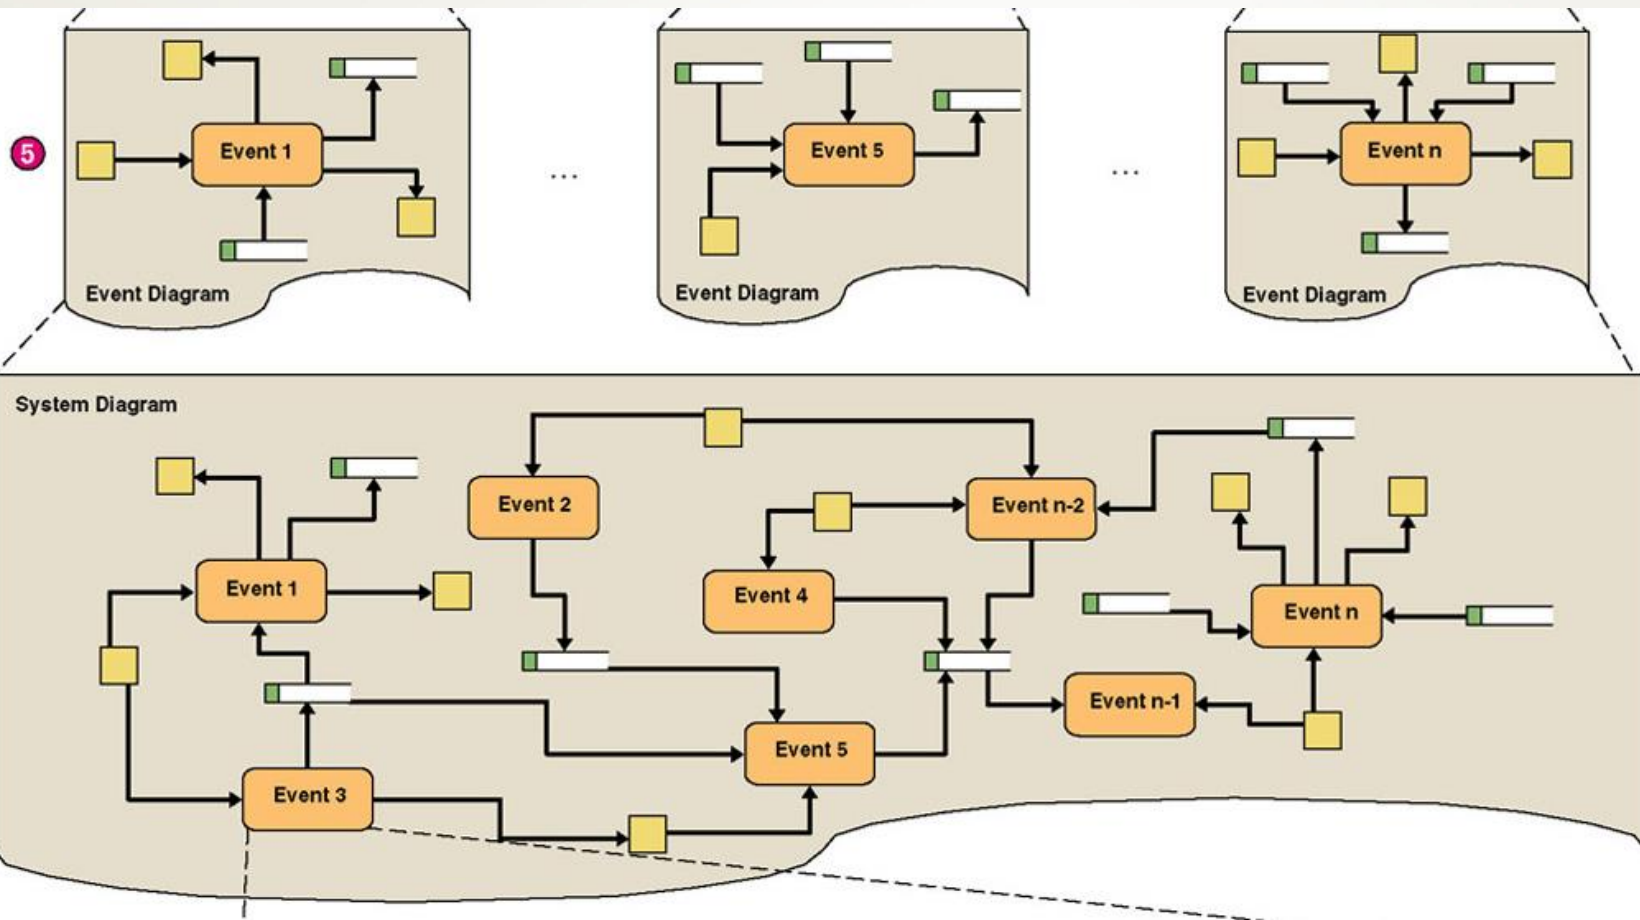 5
Event 1
Event Diagram
...
Event 5
Event Diagram
...
Event n
Event Diagram
System Diagram
Event 2
Event n-2
Event 1
Event 4
Event n
Event n-1
Event 5
Event 3